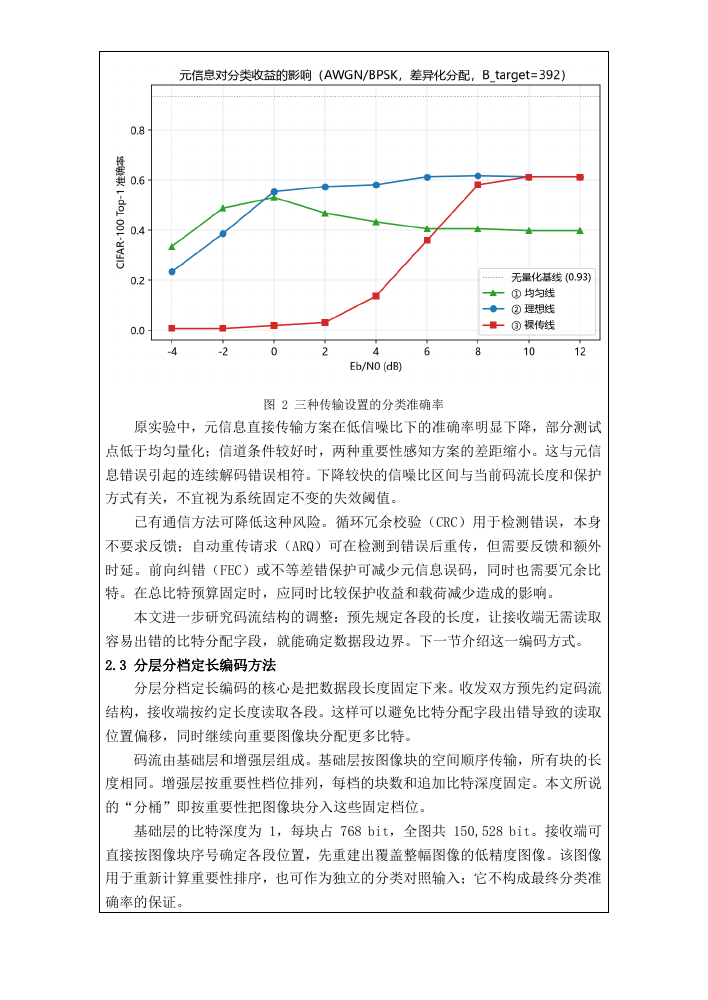 元信息对分类收益的影响（AWGN/BPSK，差异化分配，B_target=392）
CIFAR-100 Top-1 准确率
0.8
0.6
0.4
0.2
0.0
无量化基线 (0.93)
① 均匀线
② 理想线
③ 裸传线
-4 -2 0 2 4 6 8 10 12
Eb/N0 (dB)
图 2 三种传输设置的分类准确率
原实验中，元信息直接传输方案在低信噪比下的准确率明显下降，部分测试
点低于均匀量化；信道条件较好时，两种重要性感知方案的差距缩小。这与元信
息错误引起的连续解码错误相符。下降较快的信噪比区间与当前码流长度和保护
方式有关，不宜视为系统固定不变的失效阈值。
已有通信方法可降低这种风险。循环冗余校验（CRC）用于检测错误，本身
不要求反馈；自动重传请求（ARQ）可在检测到错误后重传，但需要反馈和额外
时延。前向纠错（FEC）或不等差错保护可减少元信息误码，同时也需要冗余比
特。在总比特预算固定时，应同时比较保护收益和载荷减少造成的影响。
本文进一步研究码流结构的调整：预先规定各段的长度，让接收端无需读取
容易出错的比特分配字段，就能确定数据段边界。下一节介绍这一编码方式。
2.3 分层分档定长编码方法
分层分档定长编码的核心是把数据段长度固定下来。收发双方预先约定码流
结构，接收端按约定长度读取各段。这样可以避免比特分配字段出错导致的读取
位置偏移，同时继续向重要图像块分配更多比特。
码流由基础层和增强层组成。基础层按图像块的空间顺序传输，所有块的长
度相同。增强层按重要性档位排列，每档的块数和追加比特深度固定。本文所说
的“分桶”即按重要性把图像块分入这些固定档位。
基础层的比特深度为 1，每块占 768 bit，全图共 150,528 bit。接收端可
直接按图像块序号确定各段位置，先重建出覆盖整幅图像的低精度图像。该图像
用于重新计算重要性排序，也可作为独立的分类对照输入；它不构成最终分类准
确率的保证。